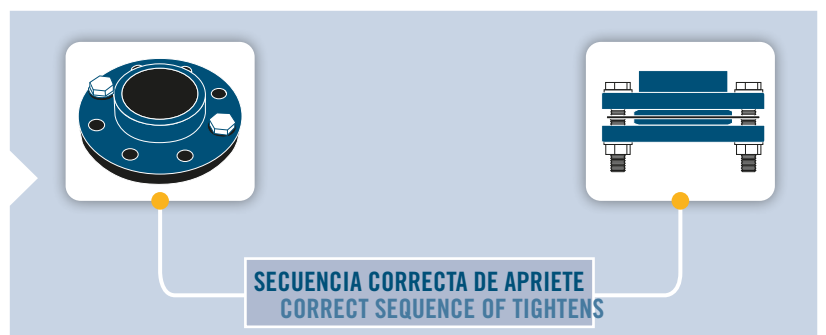 SECUENCIA CORRECTA DE APRIETE
CORRECT SEQUENCE OF TIGHTENS